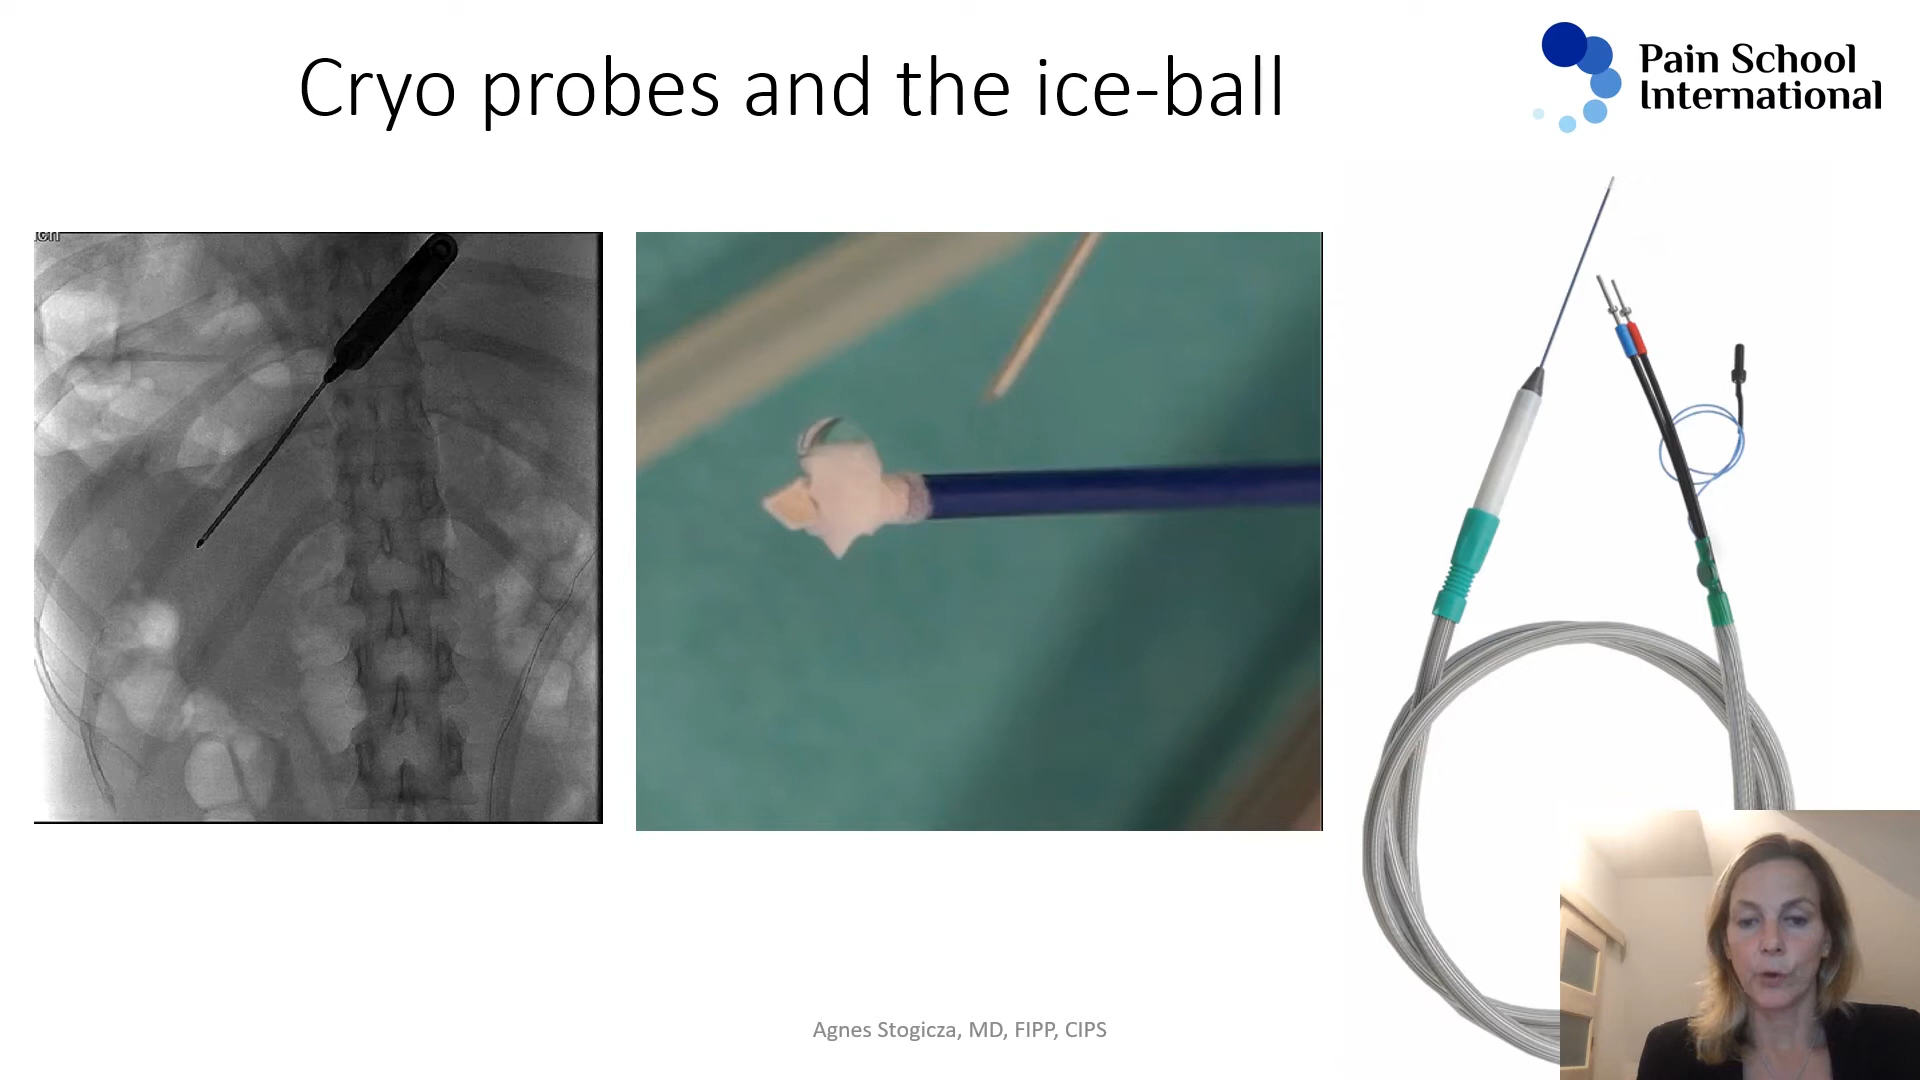 Cryo probes and the ice-ball
Pain School
International
Agnes Stogicza, MD, FIPP, CIPS